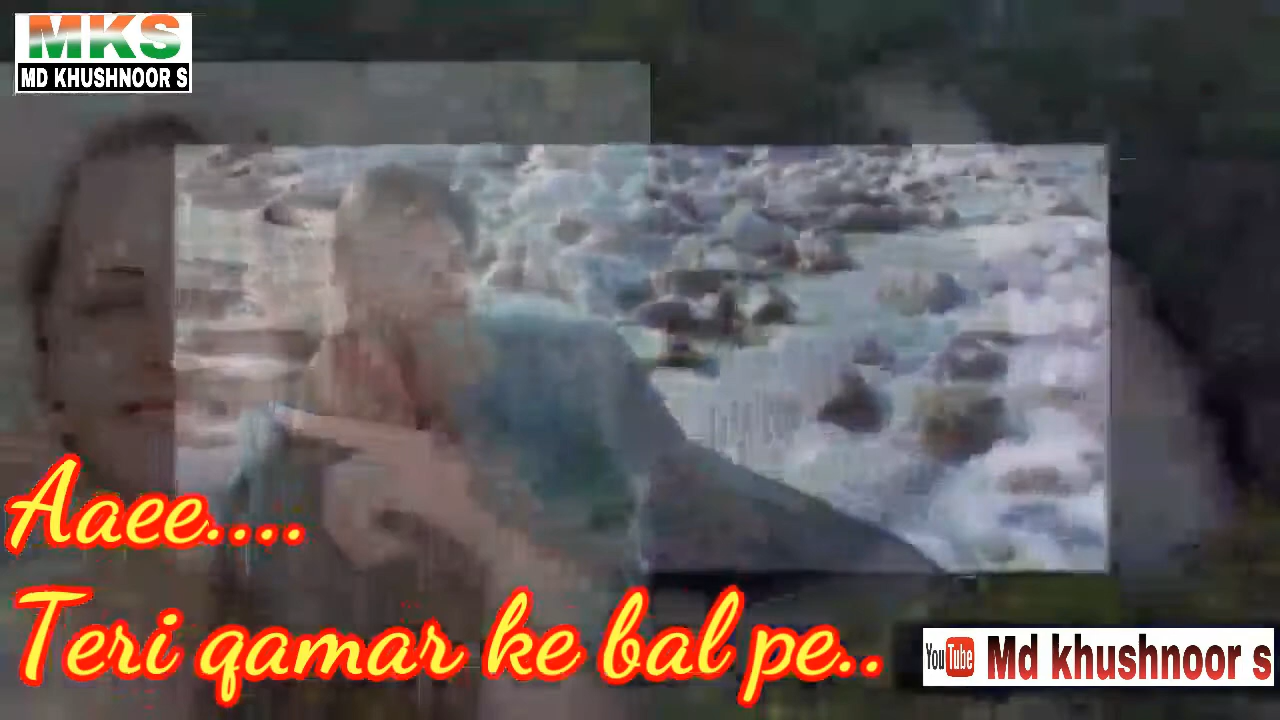 MKS
MD KHUSHNOOR S
Aaee....
Teri qamar ke bal pe..
YouTube Md khushnoor s